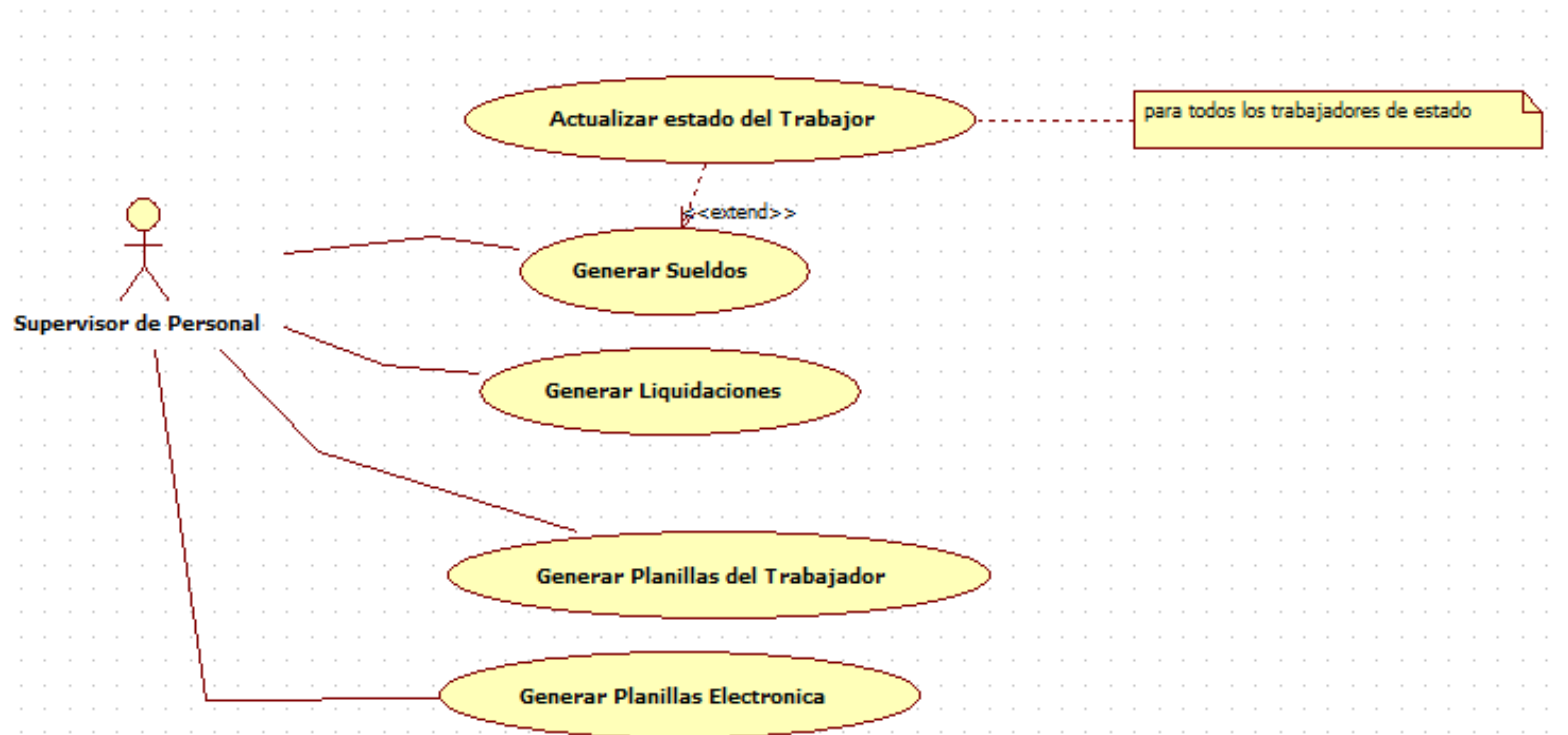 Actualizar estado del Trabajor
para todos los trabajadores de estado
<<extend>>
Generar Sueldos
Supervisor de Personal
Generar Liquidaciones
Generar Planillas del Trabajador
Generar Planillas Electronica